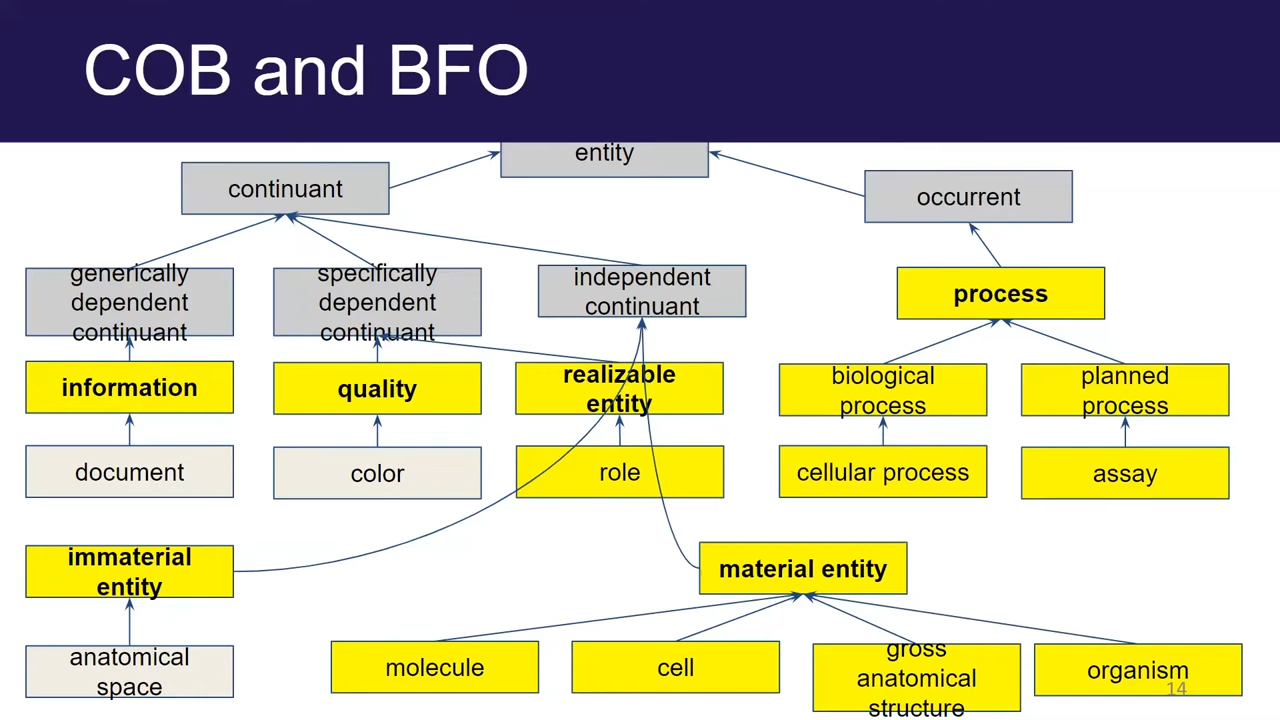 COB and BFO
entity
continuant
occurrent
generically
dependent
continuant
specifically
dependent
continuant
independent
continuant
process
information
quality
realizable
entity
biological
process
planned
process
document
color
role
cellular process
assay
immaterial
entity
material entity
anatomical
space
molecule
cell
gross
anatomical
structure
organism
14